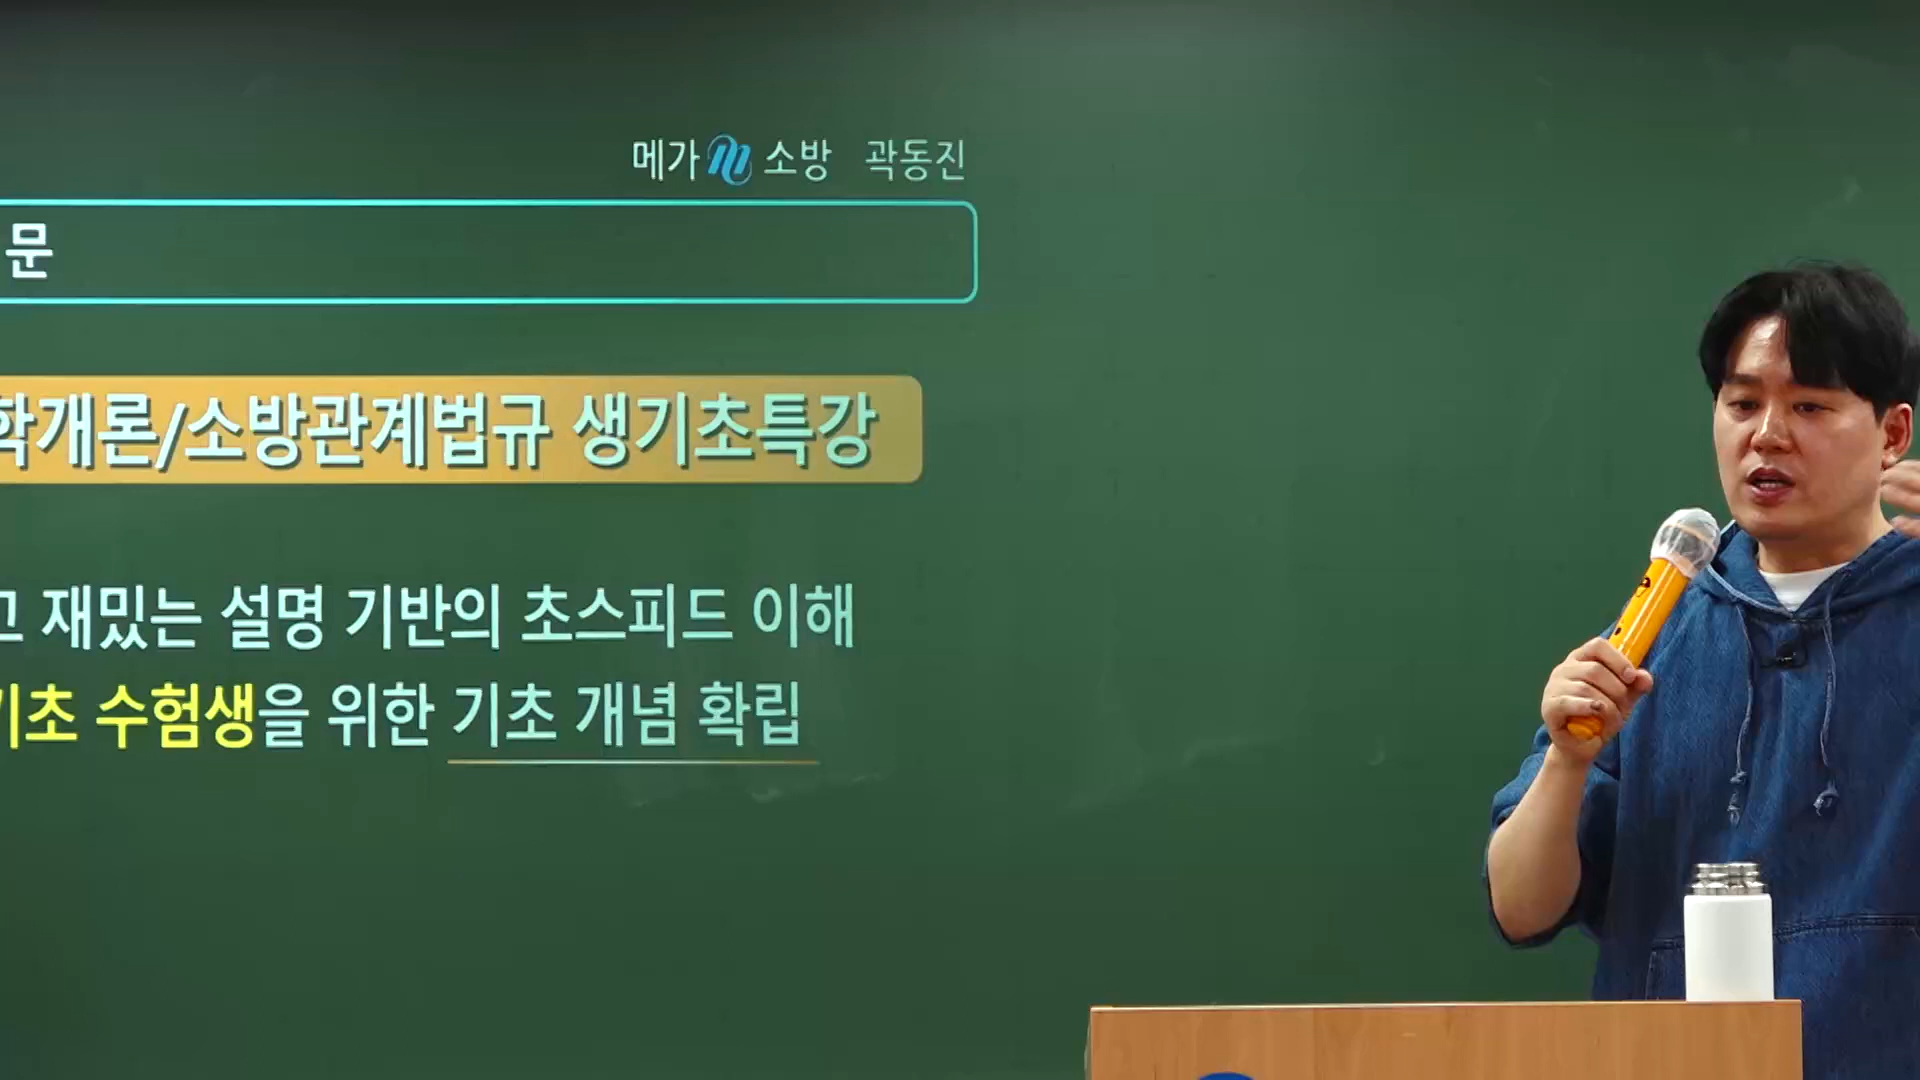 메가 소방 곽동진
문
학개론/소방관계법규 생기초특강
고 재밌는 설명 기반의 초스피드 이해
기초 수험생을 위한 기초 개념 확립